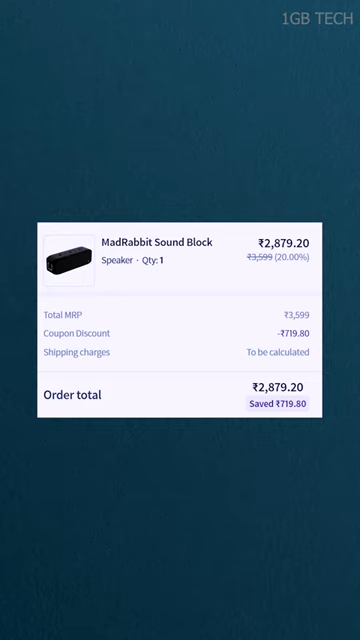 1GB TECH
MadRabbit Sound Block ₹2,879.20
Speaker · Qty: 1 ₹3,599 (20.00%)
Total MRP ₹3,599
Coupon Discount -₹719.80
Shipping charges To be calculated
Order total ₹2,879.20
Saved ₹719.80